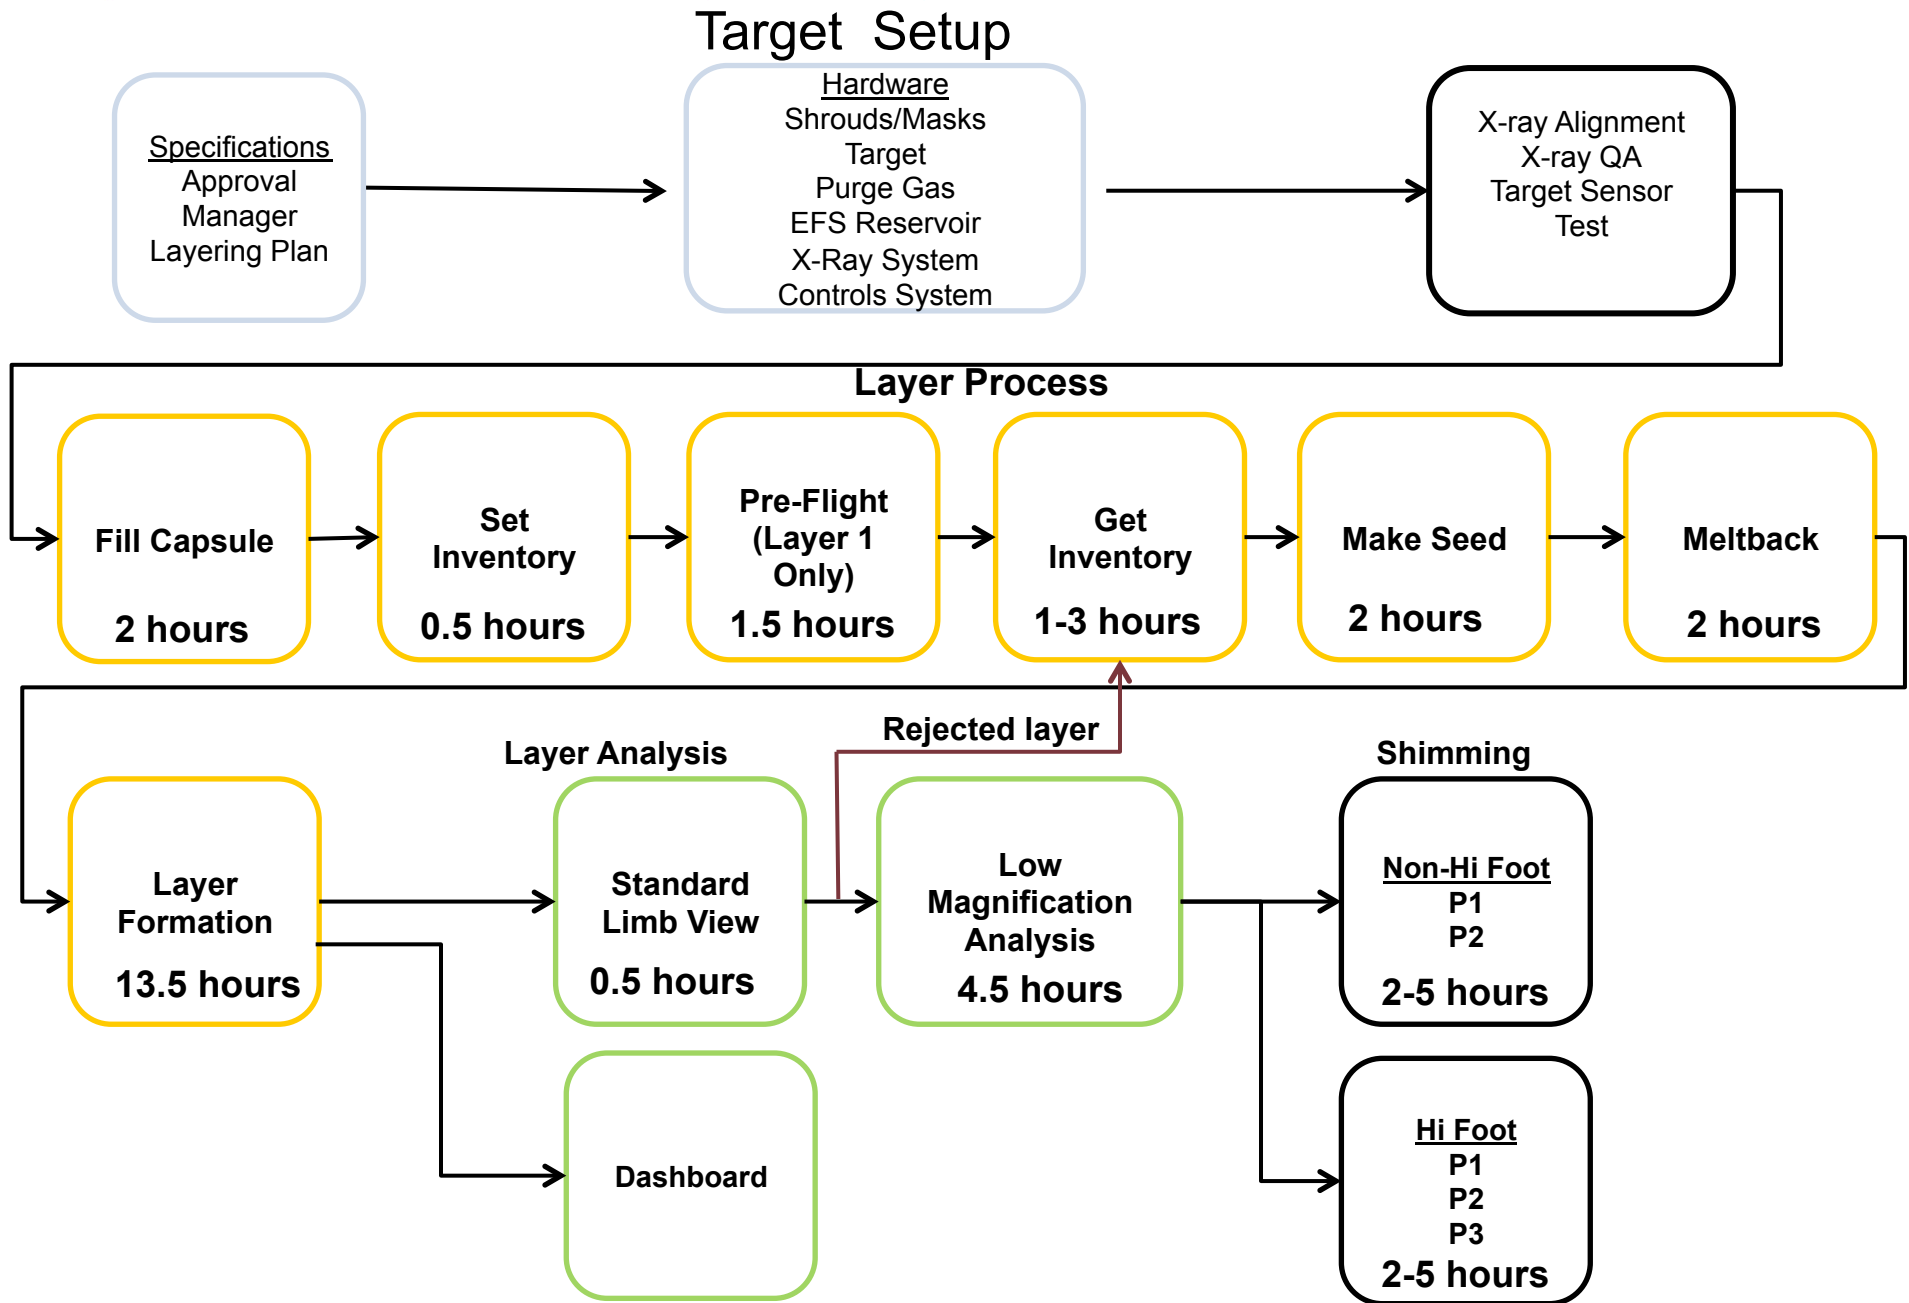 Target Setup
Specifications
Approval
Manager
Layering Plan
Hardware
Shrouds/Masks
Target
Purge Gas
EFS Reservoir
X-Ray System
Controls System
X-ray Alignment
X-ray QA
Target Sensor
Test
Layer Process
Fill Capsule
2 hours
Set
Inventory
0.5 hours
Pre-Flight
(Layer 1
Only)
1.5 hours
Get
Inventory
1-3 hours
Make Seed
2 hours
Meltback
2 hours
Rejected layer
Layer Analysis
Shimming
Layer
Formation
13.5 hours
Standard
Limb View
0.5 hours
Low
Magnification
Analysis
4.5 hours
Non-Hi Foot
P1
P2
2-5 hours
Dashboard
Hi Foot
P1
P2
P3
2-5 hours